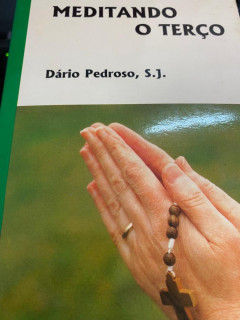 MEDITANDO
O TERÇO
Dário Pedroso, S.J.